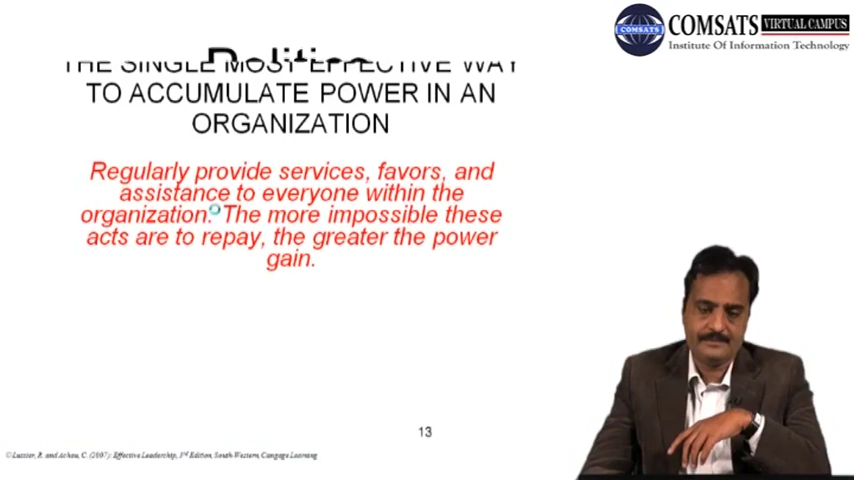 COMSATS VIRTUAL CAMPUS
COMSATS
Institute Of Information Technology
Politics
THE SINGLE MOST EFFECTIVE WAY
TO ACCUMULATE POWER IN AN
ORGANIZATION
Regularly provide services, favors, and
assistance to everyone within the
organization. The more impossible these
acts are to repay, the greater the power
gain.
13
© Lussier, R. and Achua, C. (2007): Effective Leadership, 3rd Edition, South-Western, Cengage Learning